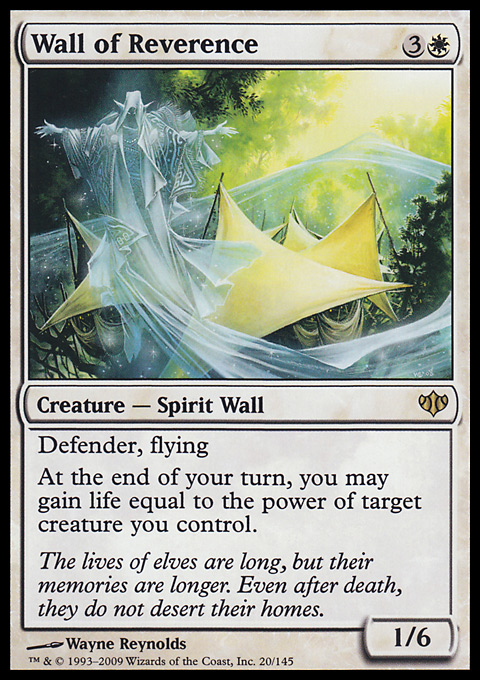 Wall of Reverence 3
Creature — Spirit Wall
Defender, flying
At the end of your turn, you may
gain life equal to the power of target
creature you control.
The lives of elves are long, but their
memories are longer. Even after death,
they do not desert their homes.
Wayne Reynolds
1/6
™ & © 1993–2009 Wizards of the Coast, Inc. 20/145